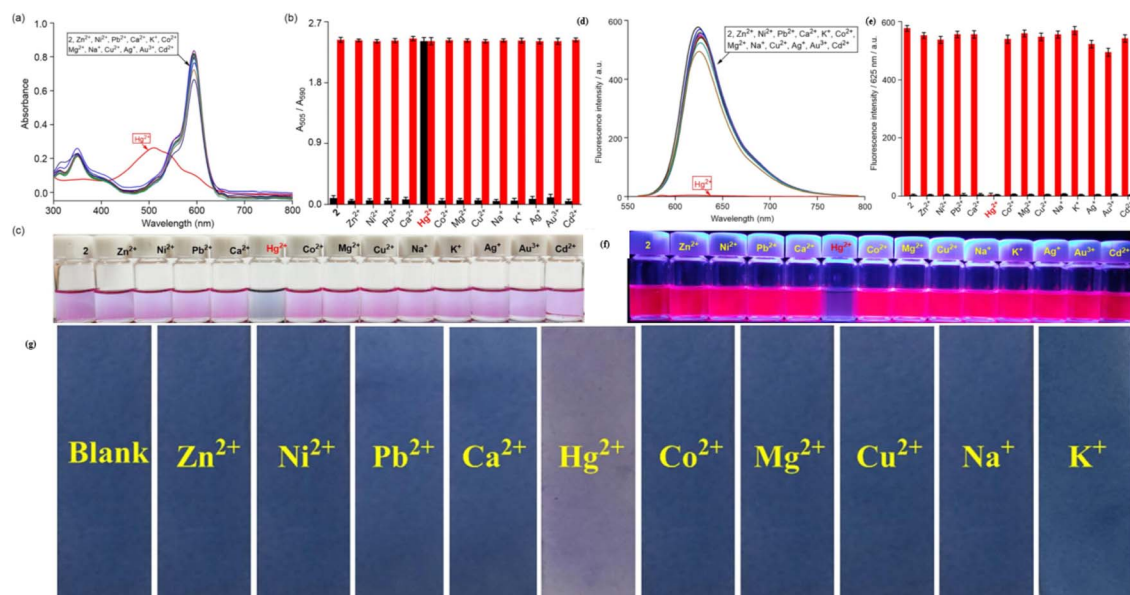 (a)
Absorbance
1.0
0.8
0.6
0.4
0.2
0.0
2, Zn²⁺, Ni²⁺, Pb²⁺, Ca²⁺, K⁺, Co²⁺
Mg²⁺, Na⁺, Cu²⁺, Ag⁺, Au³⁺, Cd²⁺
Hg²⁺
300 400 500 600 700 800
Wavelength (nm)
(b)
A₅₀₅ / A₅₉₀
2.7
1.8
0.9
0.0
2 Zn²⁺ Ni²⁺ Pb²⁺ Ca²⁺ Hg²⁺ Co²⁺ Mg²⁺ Cu²⁺ Na⁺ K⁺ Ag⁺ Au³⁺ Cd²⁺
(d)
Fluorescence intensity / a.u.
600
400
200
0
2, Zn²⁺, Ni²⁺, Pb²⁺, Ca²⁺, K⁺, Co²⁺,
Mg²⁺, Na⁺, Cu²⁺, Ag⁺, Au³⁺, Cd²⁺
Hg²⁺
550 600 650 700 750 800
Wavelength (nm)
(e)
Fluorescence intensity / 625 nm / a.u.
600
400
200
0
2 Zn²⁺ Ni²⁺ Pb²⁺ Ca²⁺ Hg²⁺ Co²⁺ Mg²⁺ Cu²⁺ Na⁺ K⁺ Ag⁺ Au³⁺ Cd²⁺
(c)
2 Zn²⁺ Ni²⁺ Pb²⁺ Ca²⁺ Hg²⁺ Co²⁺ Mg²⁺ Cu²⁺ Na⁺ K⁺ Ag⁺ Au³⁺ Cd²⁺
(f)
2 Zn²⁺ Ni²⁺ Pb²⁺ Ca²⁺ Hg²⁺ Co²⁺ Mg²⁺ Cu²⁺ Na⁺ K⁺ Ag⁺ Au³⁺ Cd²⁺
(g)
Blank Zn²⁺ Ni²⁺ Pb²⁺ Ca²⁺ Hg²⁺ Co²⁺ Mg²⁺ Cu²⁺ Na⁺ K⁺